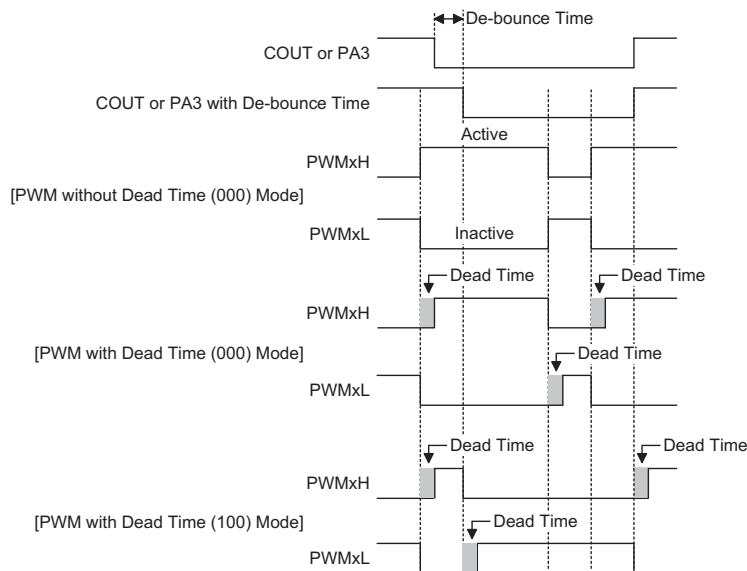 De-bounce Time
COUT or PA3
COUT or PA3 with De-bounce Time
Active
PWMxH
[PWM without Dead Time (000) Mode]
PWMxL
Inactive
Dead Time
Dead Time
PWMxH
[PWM with Dead Time (000) Mode]
Dead Time
PWMxL
Dead Time
Dead Time
PWMxH
[PWM with Dead Time (100) Mode]
Dead Time
PWMxL